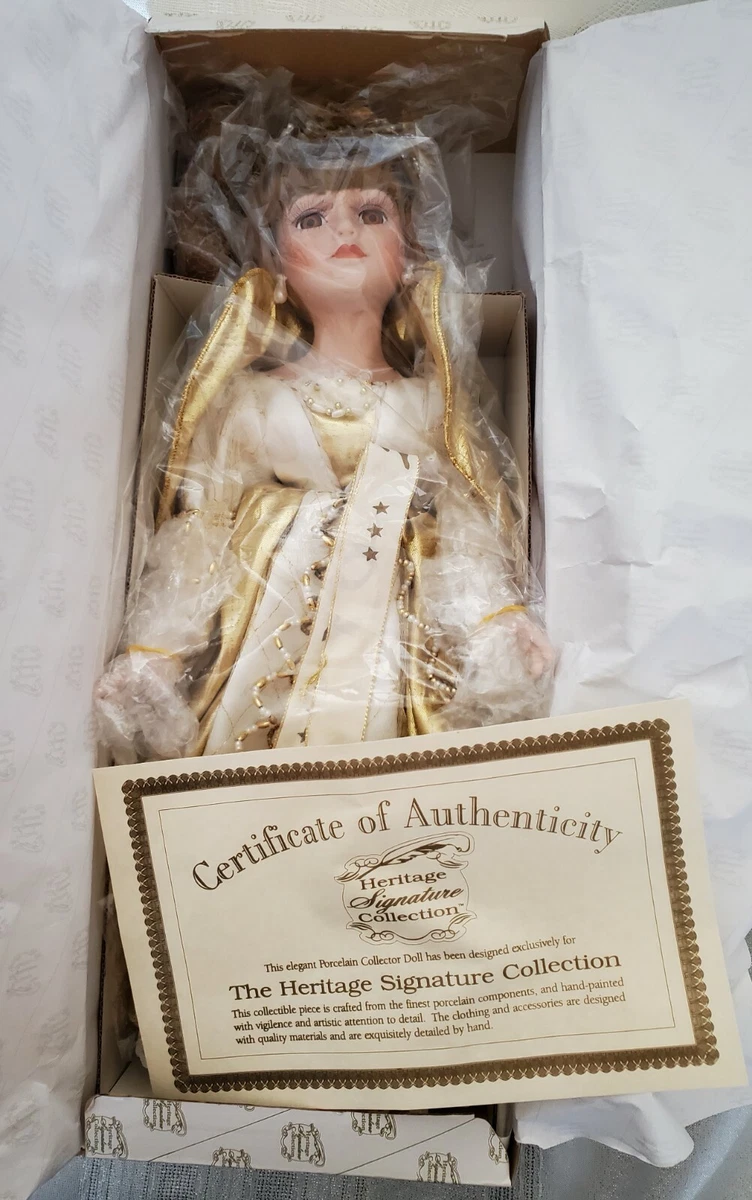 Certificate of Authenticity
Heritage
Signature
Collection™
This elegant Porcelain Collector Doll has been designed exclusively for
The Heritage Signature Collection
This collectible piece is crafted from the finest porcelain components, and hand-painted
with vigilence and artistic attention to detail. The clothing and accessories are designed
with quality materials and are exquisitely detailed by hand.